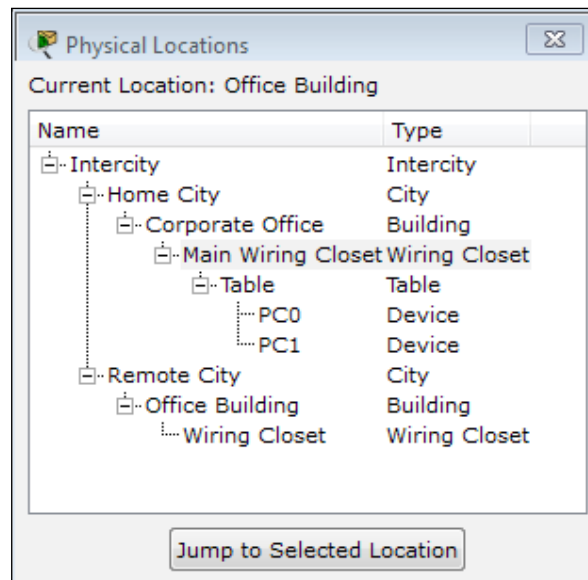 Physical Locations
Current Location: Office Building
Name Type
Intercity Intercity
Home City City
Corporate Office Building
Main Wiring Closet Wiring Closet
Table Table
PC0 Device
PC1 Device
Remote City City
Office Building Building
Wiring Closet Wiring Closet
Jump to Selected Location